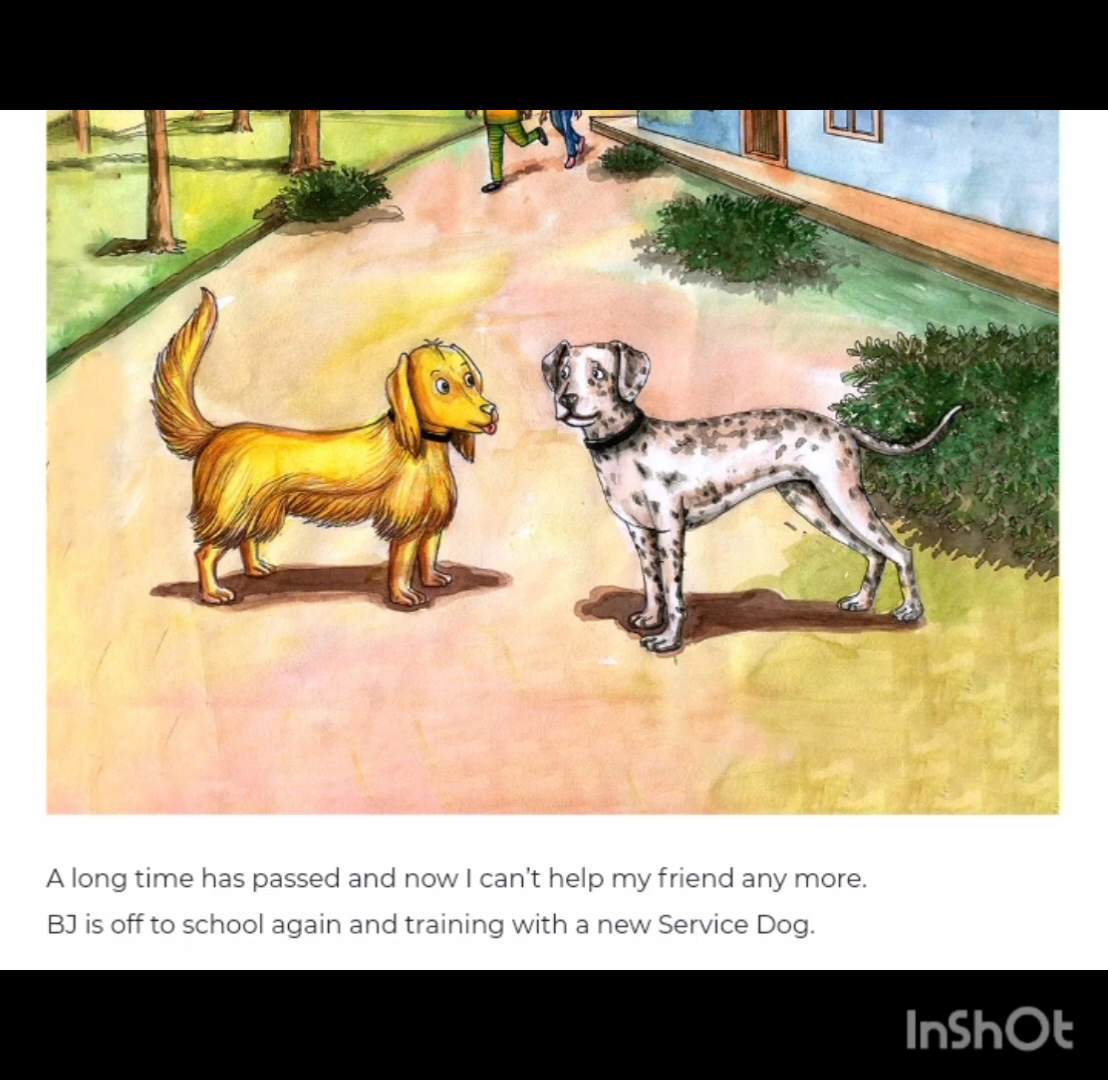 A long time has passed and now I can't help my friend any more.
BJ is off to school again and training with a new Service Dog.
InShOt